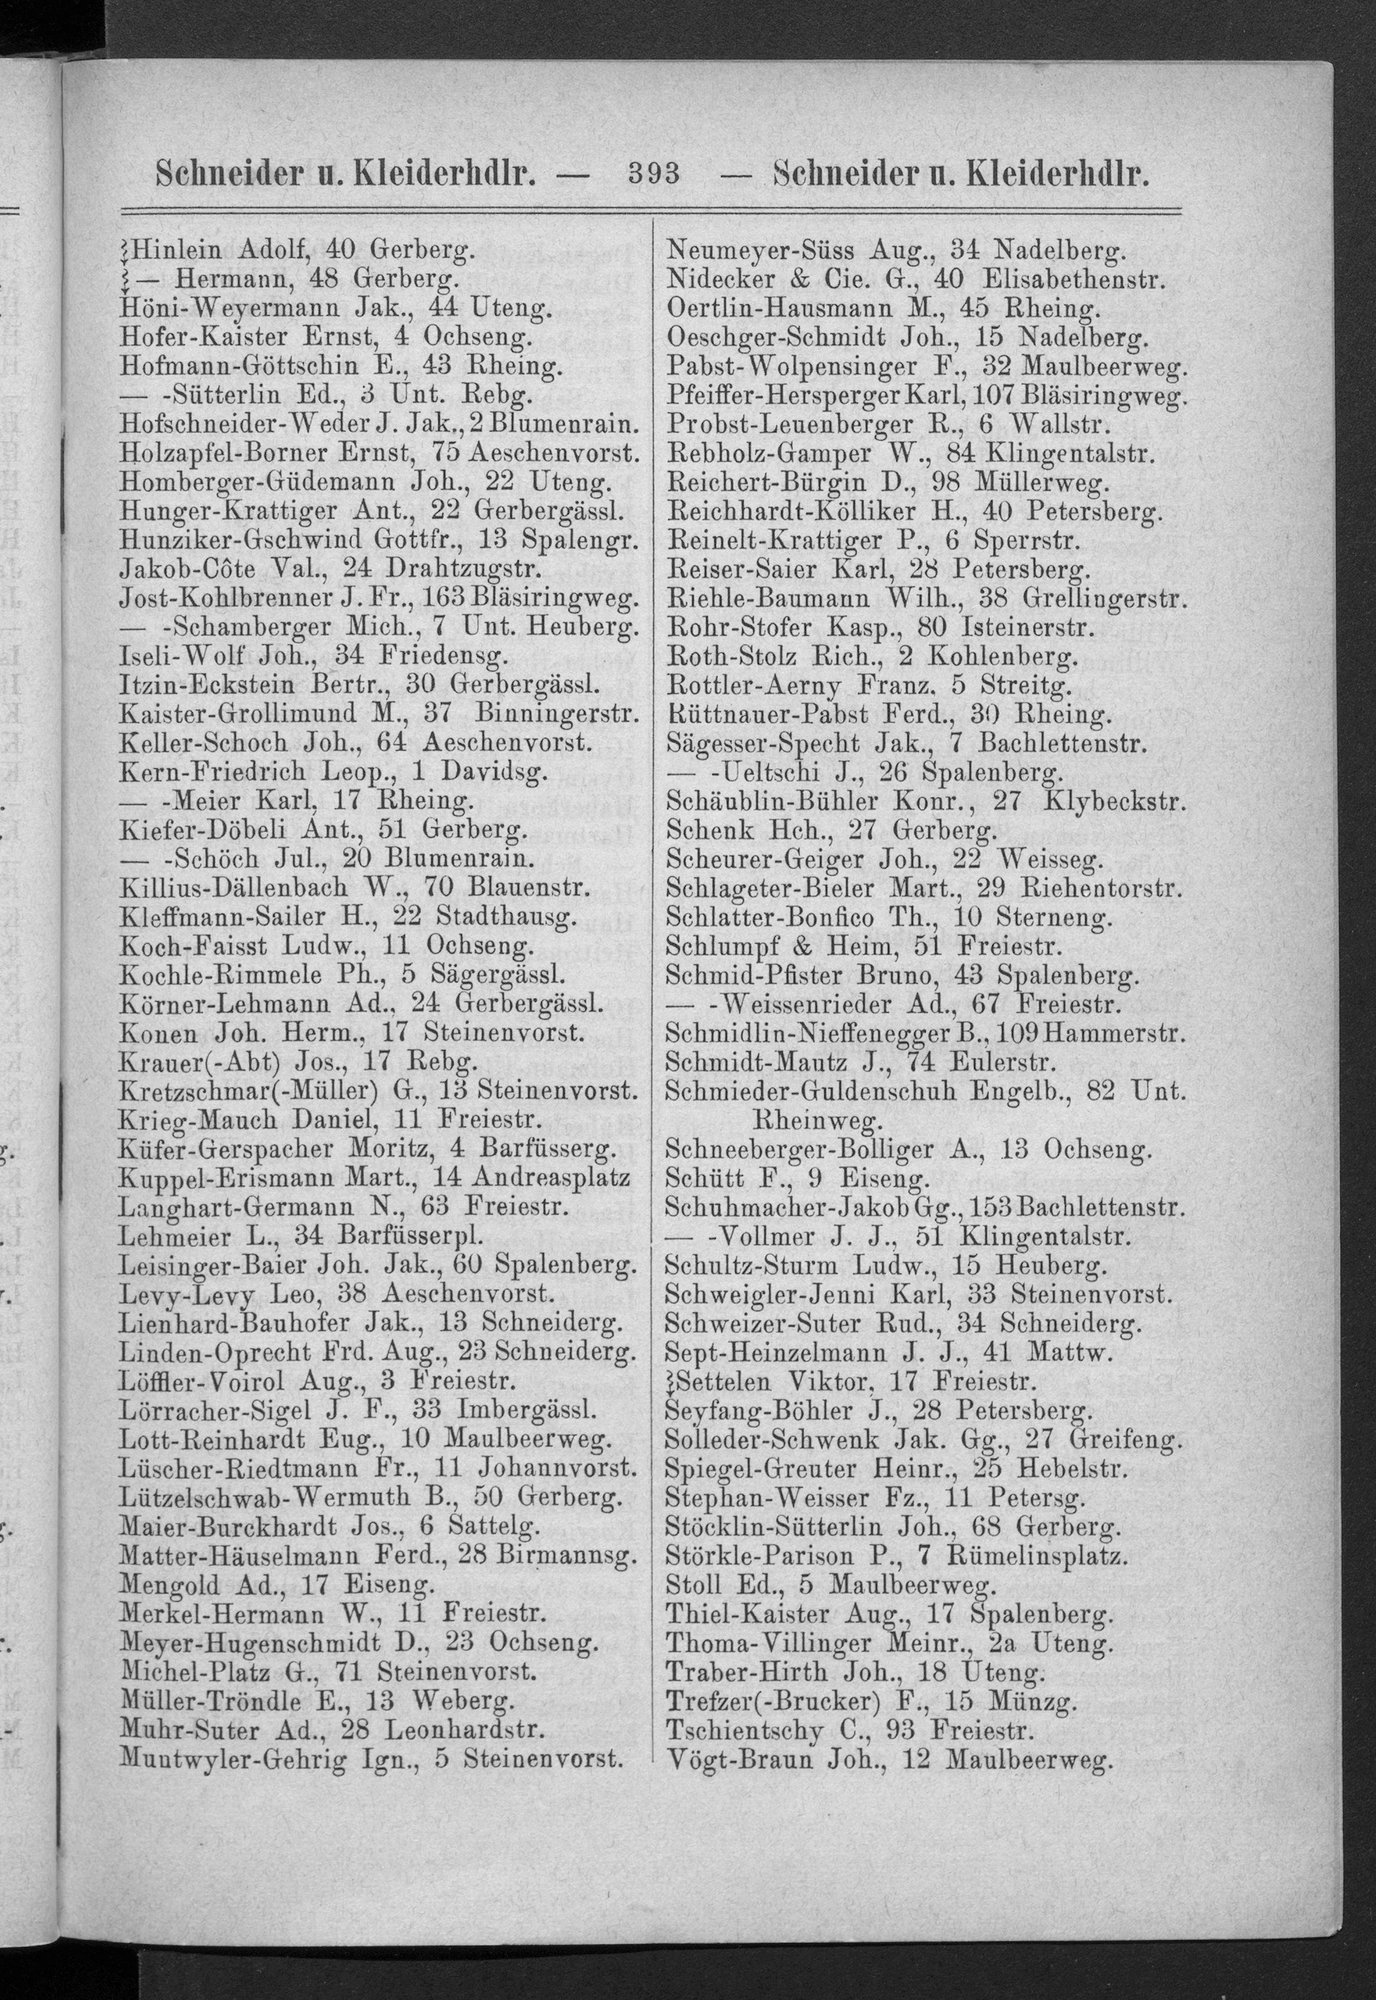 Schneider u. Kleiderhdlr. — 393 — Schneider u. Kleiderhdlr.
⸾Hinlein Adolf, 40 Gerberg.
⸾— Hermann, 48 Gerberg.
Höni-Weyermann Jak., 44 Uteng.
Hofer-Kaister Ernst, 4 Ochseng.
Hofmann-Göttschin E., 43 Rheing.
— -Sütterlin Ed., 3 Unt. Rebg.
Hofschneider-Weder J. Jak., 2 Blumenrain.
Holzapfel-Borner Ernst, 75 Aeschenvorst.
Homberger-Güdemann Joh., 22 Uteng.
Hunger-Krattiger Ant., 22 Gerbergässl.
Hunziker-Gschwind Gottfr., 13 Spalengr.
Jakob-Côte Val., 24 Drahtzugstr.
Jost-Kohlbrenner J. Fr., 163 Bläsiringweg.
— -Schamberger Mich., 7 Unt. Heuberg.
Iseli-Wolf Joh., 34 Friedensg.
Itzin-Eckstein Bertr., 30 Gerbergässl.
Kaister-Grollimund M., 37 Binningerstr.
Keller-Schoch Joh., 64 Aeschenvorst.
Kern-Friedrich Leop., 1 Davidsg.
— -Meier Karl, 17 Rheing.
Kiefer-Döbeli Ant., 51 Gerberg.
— -Schöch Jul., 20 Blumenrain.
Killius-Dällenbach W., 70 Blauenstr.
Kleffmann-Sailer H., 22 Stadthausg.
Koch-Faisst Ludw., 11 Ochseng.
Kochle-Rimmele Ph., 5 Sägergässl.
Körner-Lehmann Ad., 24 Gerbergässl.
Konen Joh. Herm., 17 Steinenvorst.
Krauer(-Abt) Jos., 17 Rebg.
Kretzschmar(-Müller) G., 13 Steinenvorst.
Krieg-Mauch Daniel, 11 Freiestr.
Küfer-Gerspacher Moritz, 4 Barfüsserg.
Kuppel-Erismann Mart., 14 Andreasplatz
Langhart-Germann N., 63 Freiestr.
Lehmeier L., 34 Barfüsserpl.
Leisinger-Baier Joh. Jak., 60 Spalenberg.
Levy-Levy Leo, 38 Aeschenvorst.
Lienhard-Bauhofer Jak., 13 Schneiderg.
Linden-Oprecht Frd. Aug., 23 Schneiderg.
Löffler-Voirol Aug., 3 Freiestr.
Lörracher-Sigel J. F., 33 Imbergässl.
Lott-Reinhardt Eug., 10 Maulbeerweg.
Lüscher-Riedtmann Fr., 11 Johannvorst.
Lützelschwab-Wermuth B., 50 Gerberg.
Maier-Burckhardt Jos., 6 Sattelg.
Matter-Häuselmann Ferd., 28 Birmannsg.
Mengold Ad., 17 Eiseng.
Merkel-Hermann W., 11 Freiestr.
Meyer-Hugenschmidt D., 23 Ochseng.
Michel-Platz G., 71 Steinenvorst.
Müller-Tröndle E., 13 Weberg.
Muhr-Suter Ad., 28 Leonhardstr.
Muntwyler-Gehrig Ign., 5 Steinenvorst.
Neumeyer-Süss Aug., 34 Nadelberg.
Nidecker & Cie. G., 40 Elisabethenstr.
Oertlin-Hausmann M., 45 Rheing.
Oeschger-Schmidt Joh., 15 Nadelberg.
Pabst-Wolpensinger F., 32 Maulbeerweg.
Pfeiffer-Hersperger Karl, 107 Bläsiringweg.
Probst-Leuenberger R., 6 Wallstr.
Rebholz-Gamper W., 84 Klingentalstr.
Reichert-Bürgin D., 98 Müllerweg.
Reichhardt-Kölliker H., 40 Petersberg.
Reinelt-Krattiger P., 6 Sperrstr.
Reiser-Saier Karl, 28 Petersberg.
Riehle-Baumann Wilh., 38 Grellingerstr.
Rohr-Stofer Kasp., 80 Isteinerstr.
Roth-Stolz Rich., 2 Kohlenberg.
Rottler-Aerny Franz. 5 Streitg.
Rüttnauer-Pabst Ferd., 30 Rheing.
Sägesser-Specht Jak., 7 Bachlettenstr.
— -Ueltschi J., 26 Spalenberg.
Schäublin-Bühler Konr., 27 Klybeckstr.
Schenk Hch., 27 Gerberg.
Scheurer-Geiger Joh., 22 Weisseg.
Schlageter-Bieler Mart., 29 Riehentorstr.
Schlatter-Bonfico Th., 10 Sterneng.
Schlumpf & Heim, 51 Freiestr.
Schmid-Pfister Bruno, 43 Spalenberg.
— -Weissenrieder Ad., 67 Freiestr.
Schmidlin-Nieffenegger B., 109 Hammerstr.
Schmidt-Mautz J., 74 Eulerstr.
Schmieder-Guldenschuh Engelb., 82 Unt.
Rheinweg.
Schneeberger-Bolliger A., 13 Ochseng.
Schütt F., 9 Eiseng.
Schuhmacher-Jakob Gg., 153 Bachlettenstr.
— -Vollmer J. J., 51 Klingentalstr.
Schultz-Sturm Ludw., 15 Heuberg.
Schweigler-Jenni Karl, 33 Steinenvorst.
Schweizer-Suter Rud., 34 Schneiderg.
Sept-Heinzelmann J. J., 41 Mattw.
⸾Settelen Viktor, 17 Freiestr.
Seyfang-Böhler J., 28 Petersberg.
Solleder-Schwenk Jak. Gg., 27 Greifeng.
Spiegel-Greuter Heinr., 25 Hebelstr.
Stephan-Weisser Fz., 11 Petersg.
Stöcklin-Sütterlin Joh., 68 Gerberg.
Störkle-Parison P., 7 Rümelinsplatz.
Stoll Ed., 5 Maulbeerweg.
Thiel-Kaister Aug., 17 Spalenberg.
Thoma-Villinger Meinr., 2a Uteng.
Traber-Hirth Joh., 18 Uteng.
Trefzer(-Brucker) F., 15 Münzg.
Tschientschy C., 93 Freiestr.
Vögt-Braun Joh., 12 Maulbeerweg.